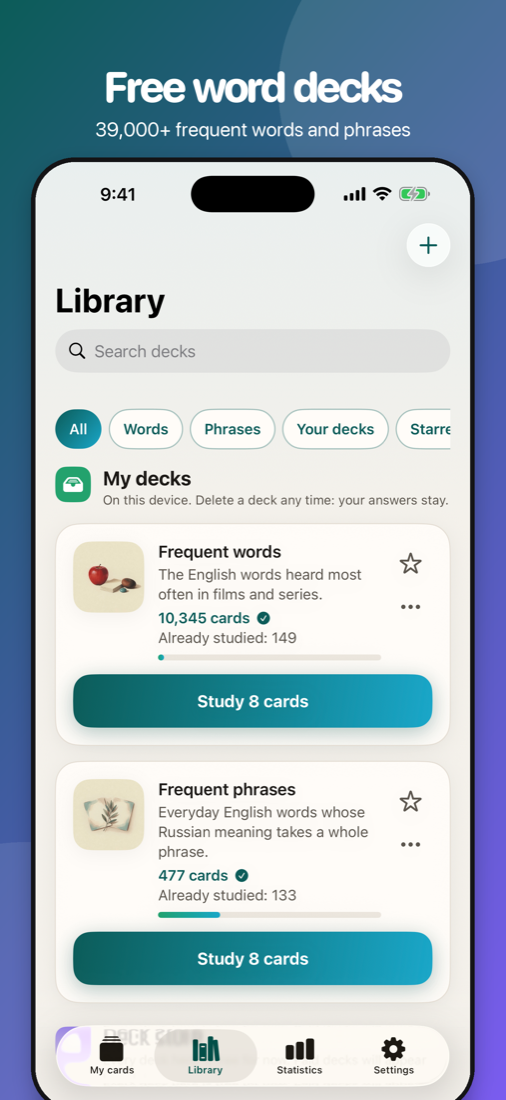 Free word decks
39,000+ frequent words and phrases
9:41
Library
Search decks
All
Words
Phrases
Your decks
Starre
My decks
On this device. Delete a deck any time: your answers stay.
Frequent words
The English words heard most
often in films and series.
10,345 cards
Already studied: 149
Study 8 cards
Frequent phrases
Everyday English words whose
Russian meaning takes a whole
phrase.
477 cards
Already studied: 133
Study 8 cards
My cards
Library
Statistics
Settings